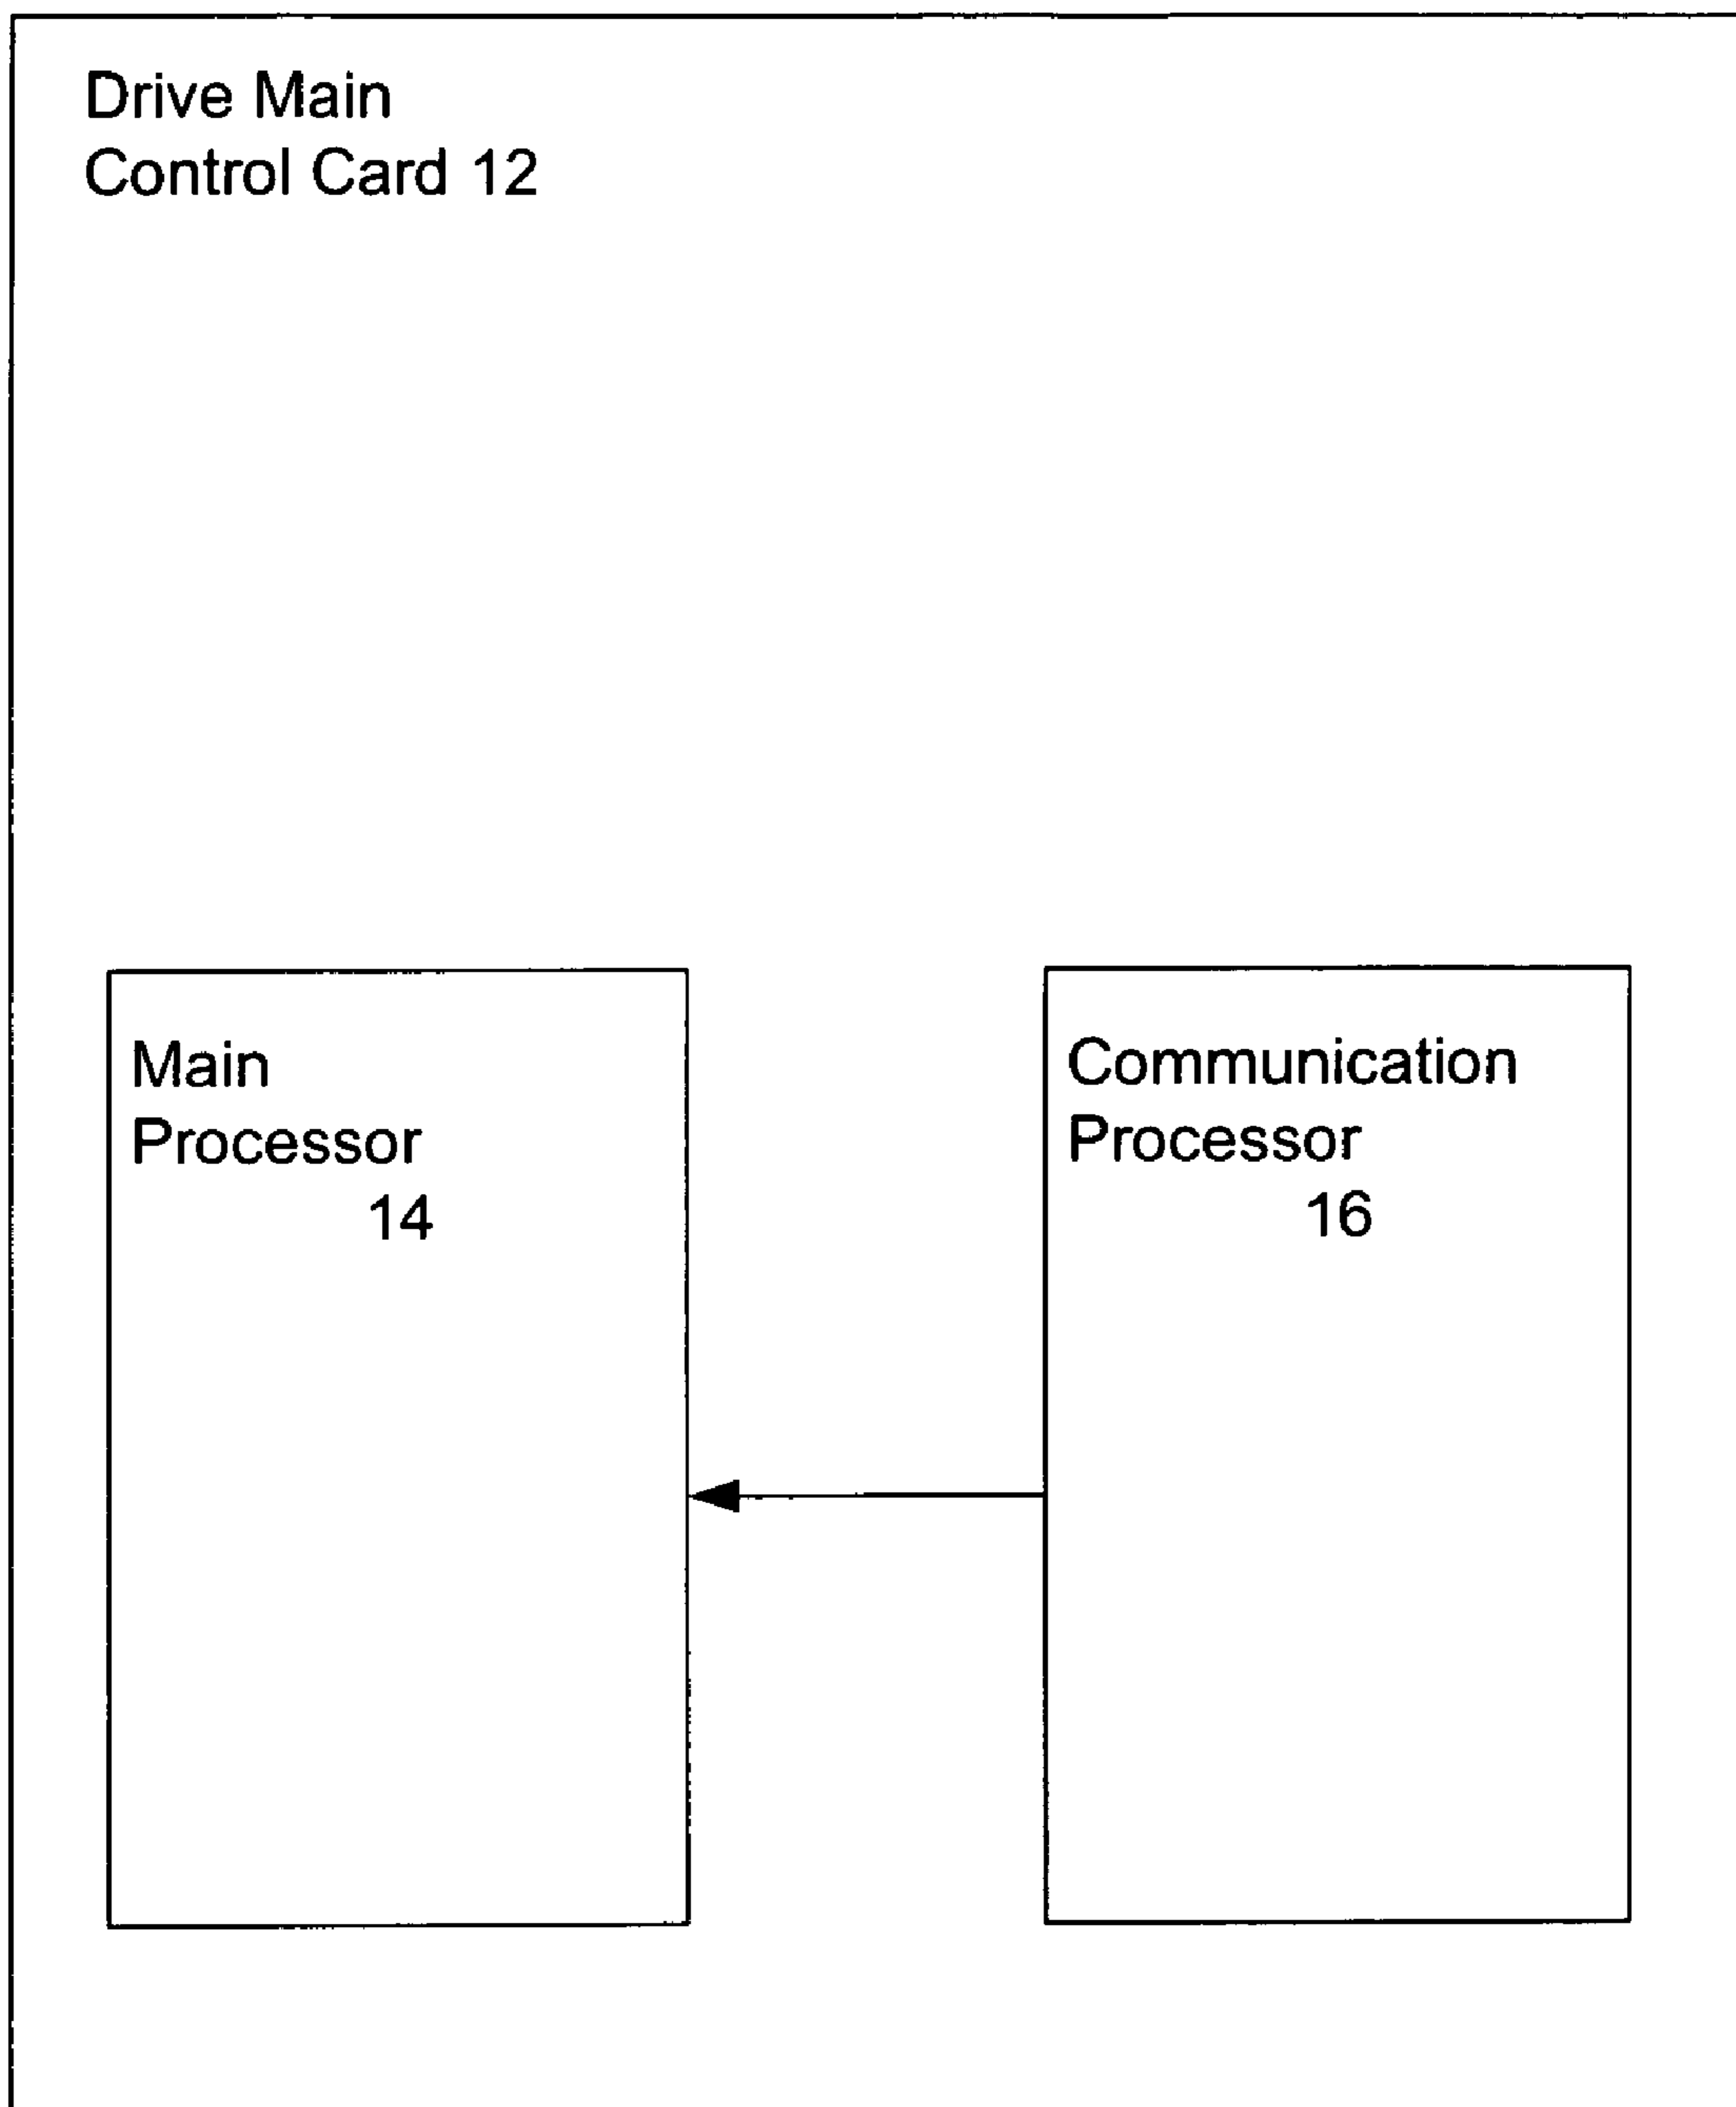 Drive Main
Control Card 12
Main
Processor
14
Communication
Processor
16